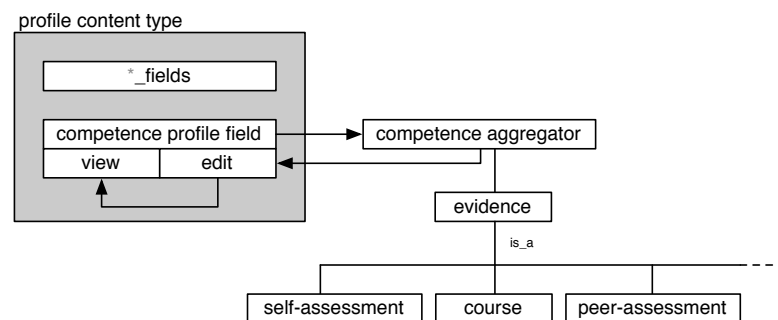 profile content type
*_fields
competence profile field
competence aggregator
view
edit
evidence
is_a
self-assessment
course
peer-assessment